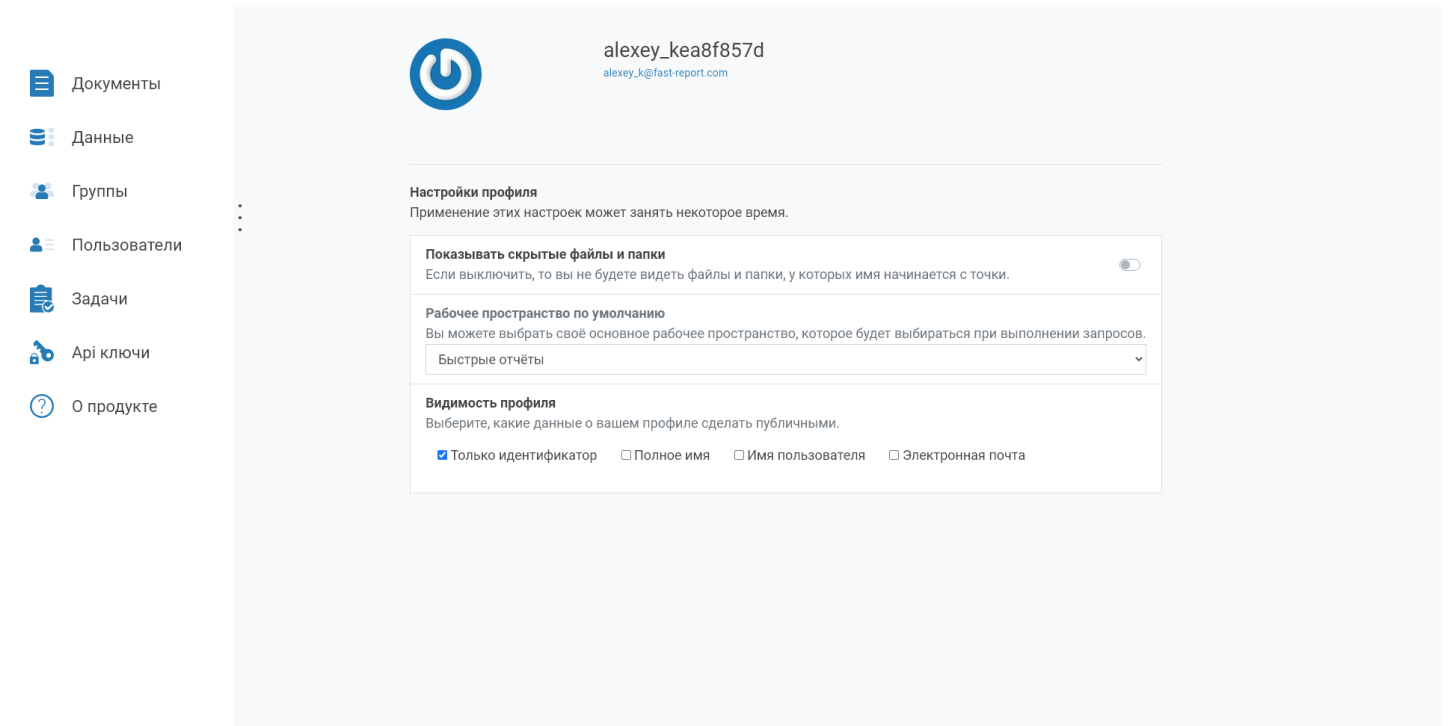 Документы
Данные
Группы
Пользователи
Задачи
Api ключи
О продукте
alexey_kea8f857d
alexey_k@fast-report.com
Настройки профиля
Применение этих настроек может занять некоторое время.
Показывать скрытые файлы и папки
Если выключить, то вы не будете видеть файлы и папки, у которых имя начинается с точки.
Рабочее пространство по умолчанию
Вы можете выбрать своё основное рабочее пространство, которое будет выбираться при выполнении запросов.
Быстрые отчёты
Видимость профиля
Выберите, какие данные о вашем профиле сделать публичными.
Только идентификатор Полное имя Имя пользователя Электронная почта